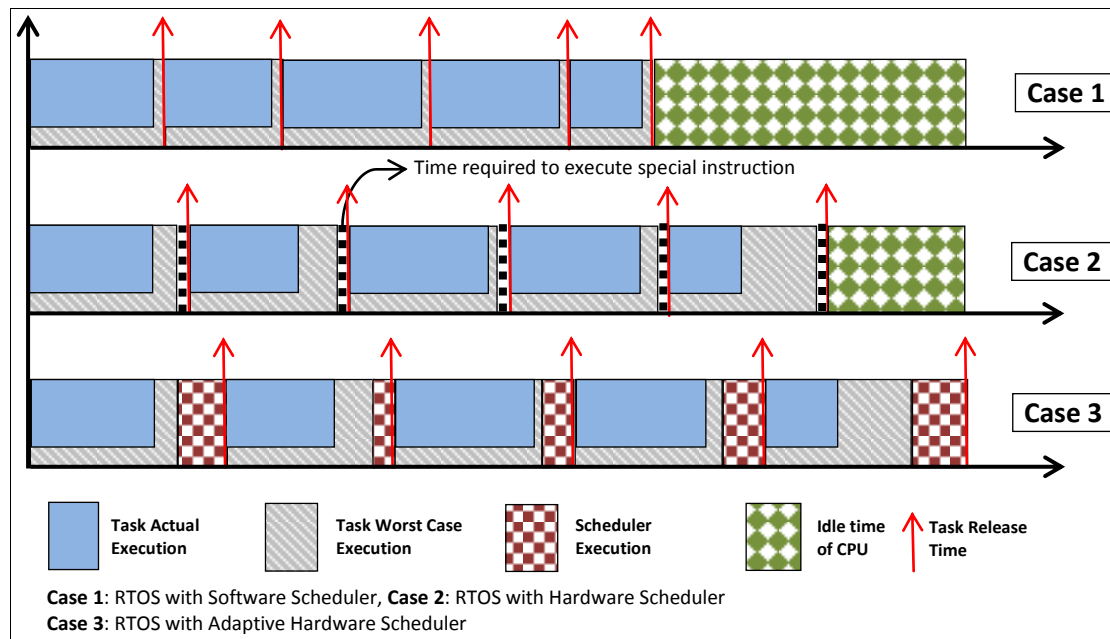 Case 1
Time required to execute special instruction
Case 2
Case 3
Task Actual
Execution
Task Worst Case
Execution
Scheduler
Execution
Idle time
of CPU
Task Release
Time
Case 1: RTOS with Software Scheduler, Case 2: RTOS with Hardware Scheduler
Case 3: RTOS with Adaptive Hardware Scheduler